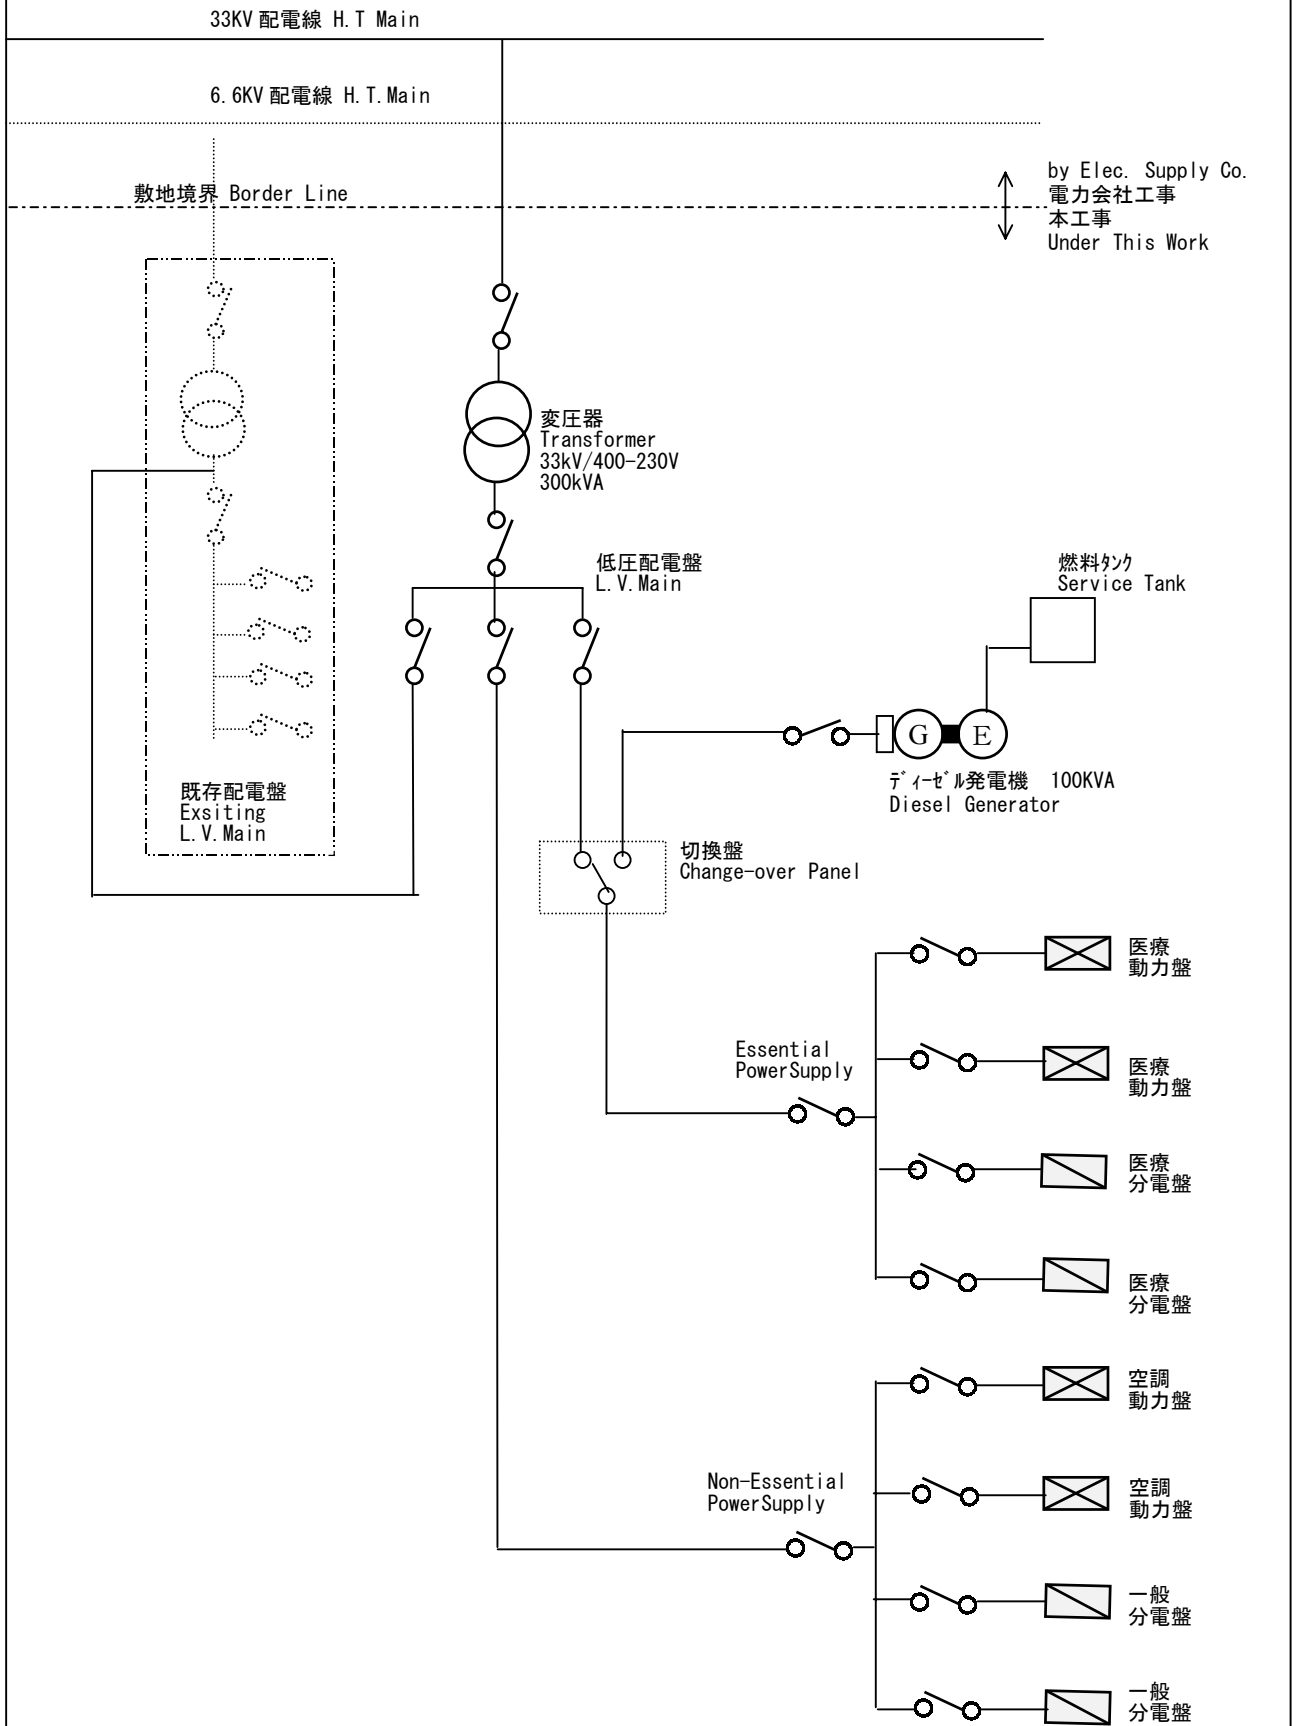 33KV 配電線 H.T Main
6.6KV 配電線 H.T.Main
敷地境界 Border Line
by Elec. Supply Co.
電力会社工事
本工事
Under This Work
変圧器
Transformer
33kV/400-230V
300kVA
低圧配電盤
L.V.Main
燃料ﾀﾝｸ
Service Tank
G E
ﾃﾞｨｰｾﾞﾙ発電機 100KVA
Diesel Generator
既存配電盤
Exsiting
L.V.Main
切換盤
Change-over Panel
医療
動力盤
Essential
PowerSupply
医療
動力盤
医療
分電盤
医療
分電盤
空調
動力盤
Non-Essential
PowerSupply
空調
動力盤
一般
分電盤
一般
分電盤